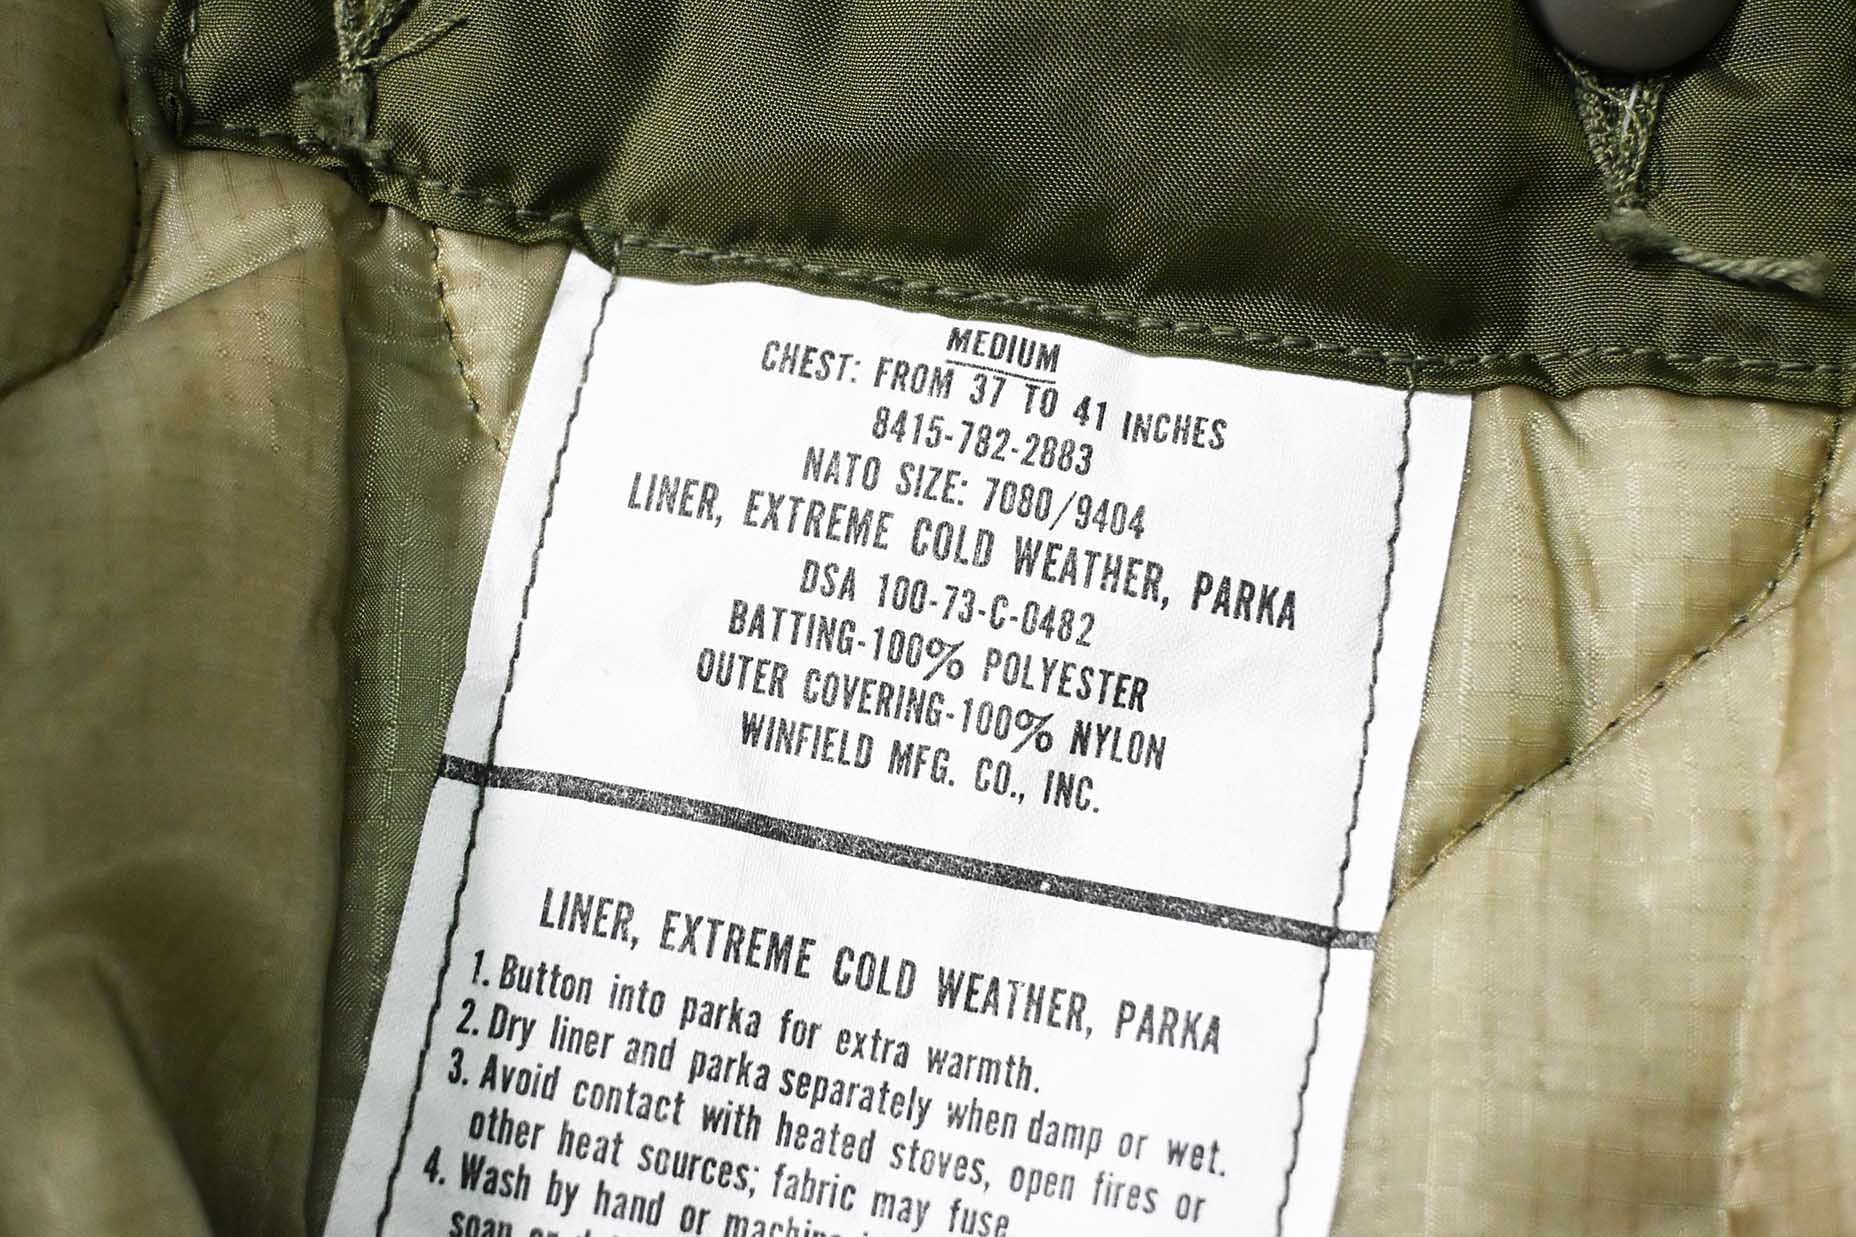 MEDIUM
CHEST: FROM 37 TO 41 INCHES
8415-782-2883
NATO SIZE: 7080/9404
LINER, EXTREME COLD WEATHER, PARKA
DSA 100-73-C-0482
BATTING-100% POLYESTER
OUTER COVERING-100% NYLON
WINFIELD MFG. CO., INC.
LINER, EXTREME COLD WEATHER, PARKA
1. Button into parka for extra warmth.
2. Dry liner and parka separately when damp or wet.
3. Avoid contact with heated stoves, open fires or
other heat sources; fabric may fuse.
4. Wash by hand or machine
soap or